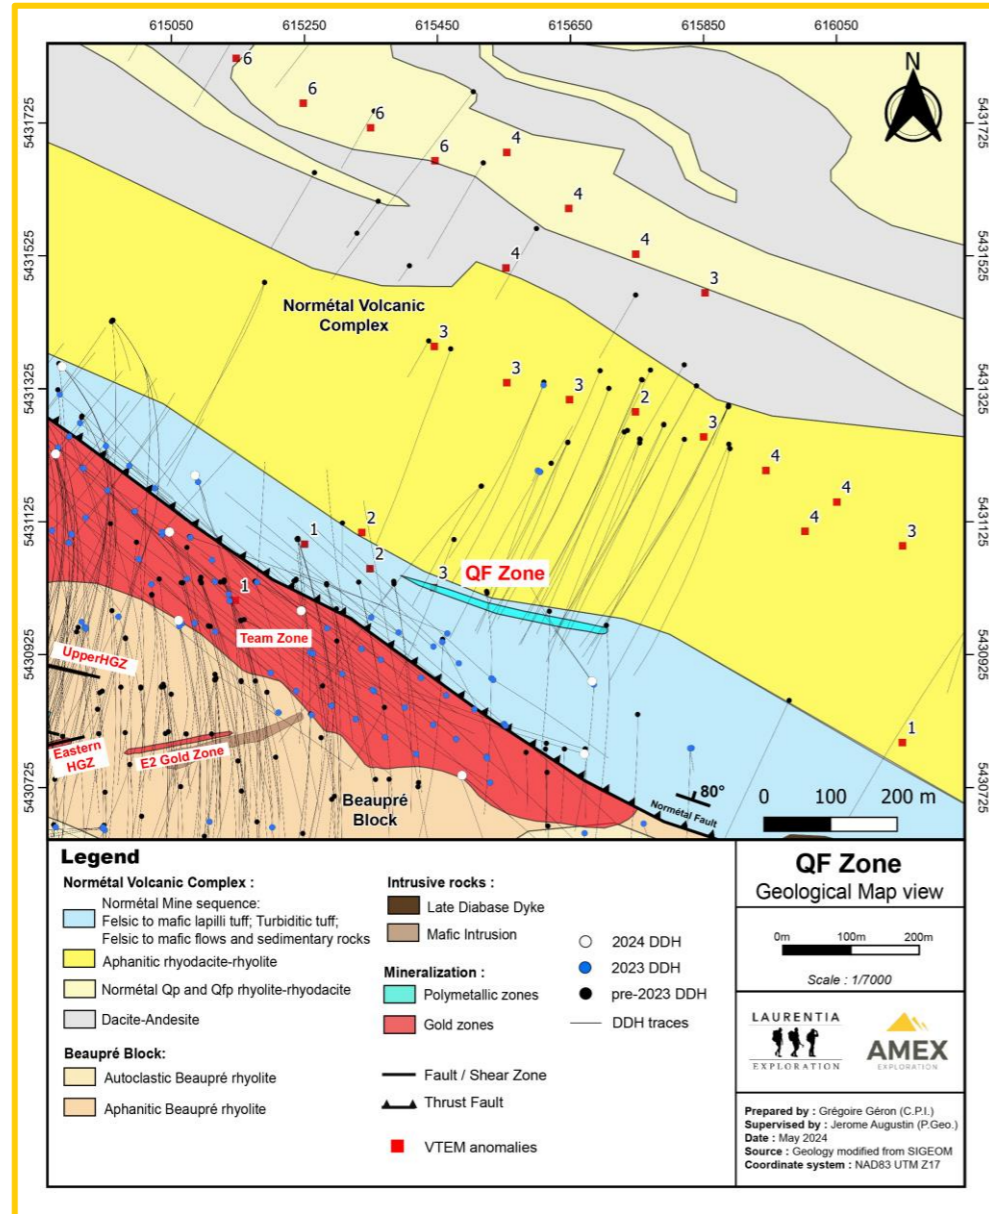 615050 615250 615450 615650 615850 616050
5431725
5431525
5431325
5431125
5430925
5430725
5431725
5431525
5431325
5431125
5430925
5430725
N
6
6
6
6
4
4
4
4
3
3
3
3
2
3
4
4
4
3
1
2
1
2
3
1
Normétal Volcanic
Complex
QF Zone
Team Zone
UpperHGZ
Eastern
HGZ
E2 Gold Zone
Beaupré
Block
Normétal Fault
80°
0 100 200 m
Legend
Normétal Volcanic Complex :
Normétal Mine sequence:
Felsic to mafic lapilli tuff; Turbiditic tuff;
Felsic to mafic flows and sedimentary rocks
Aphanitic rhyodacite-rhyolite
Normétal Qp and Qfp rhyolite-rhyodacite
Dacite-Andesite
Beaupré Block:
Autoclastic Beaupré rhyolite
Aphanitic Beaupré rhyolite
Intrusive rocks :
Late Diabase Dyke
Mafic Intrusion
Mineralization :
Polymetallic zones
Gold zones
Fault / Shear Zone
Thrust Fault
VTEM anomalies
2024 DDH
2023 DDH
pre-2023 DDH
DDH traces
QF Zone
Geological Map view
0m 100m 200m
Scale : 1/7000
LAURENTIA
EXPLORATION
AMEX
EXPLORATION
Prepared by : Grégoire Géron (C.P.I.)
Supervised by : Jerome Augustin (P.Geo.)
Date : May 2024
Source : Geology modified from SIGEOM
Coordinate system : NAD83 UTM Z17